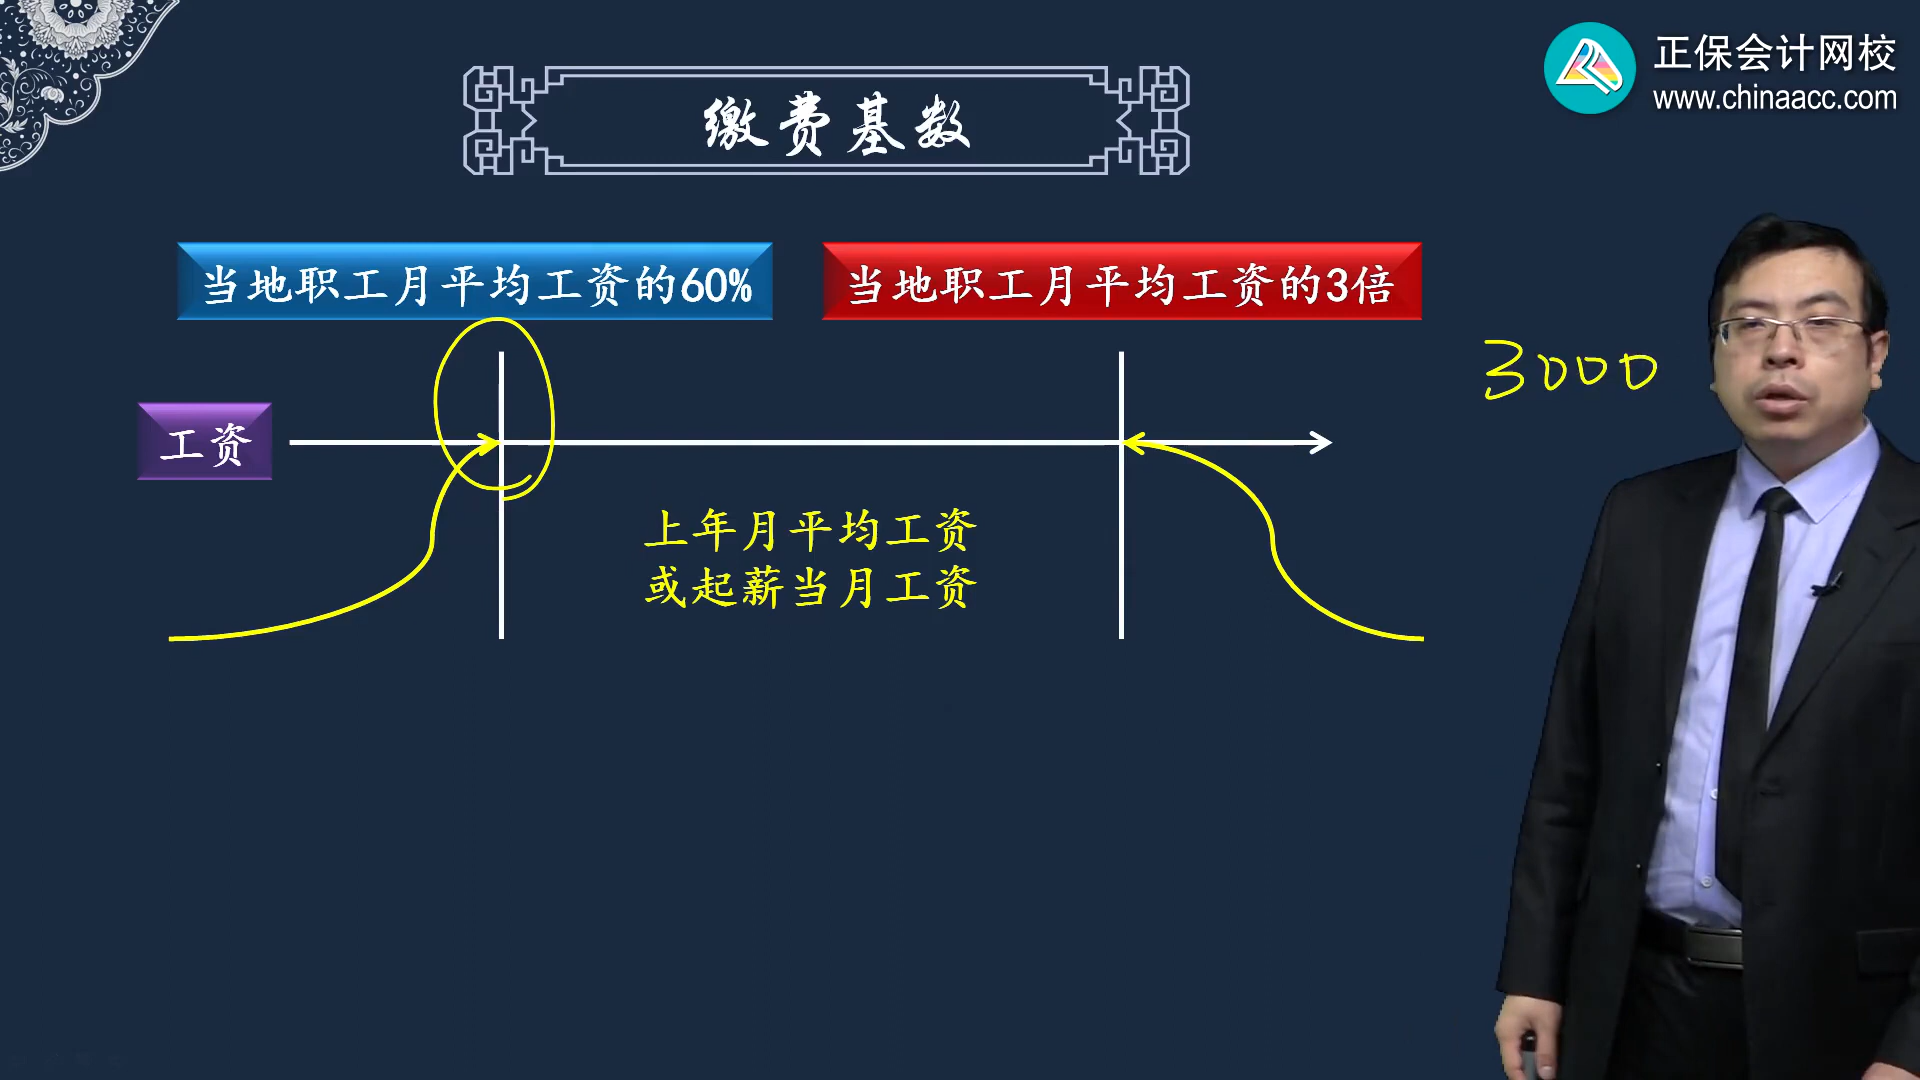 正保会计网校
www.chinaacc.com
缴费基数
当地职工月平均工资的60%
当地职工月平均工资的3倍
3000
工资
上年月平均工资
或起薪当月工资